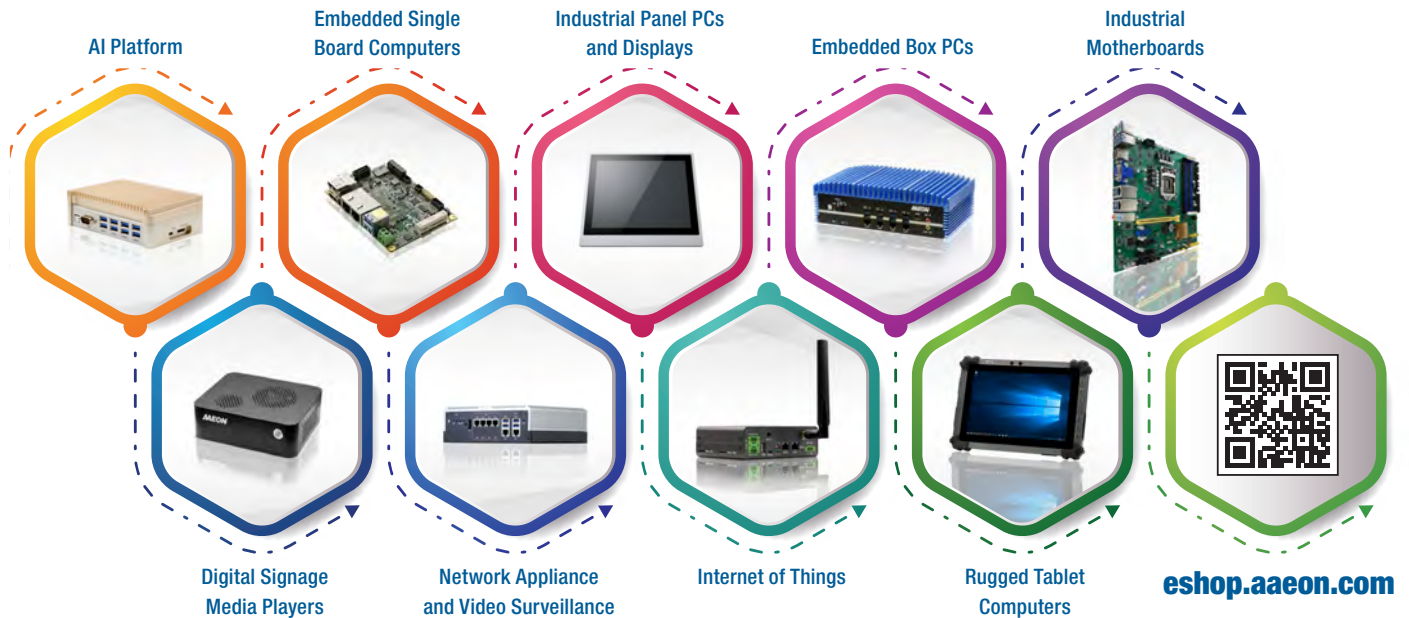 AI Platform
Embedded Single
Board Computers
Industrial Panel PCs
and Displays
Embedded Box PCs
Industrial
Motherboards
AAEON
AAEON
Digital Signage
Media Players
Network Appliance
and Video Surveillance
Internet of Things
Rugged Tablet
Computers
eshop.aaeon.com